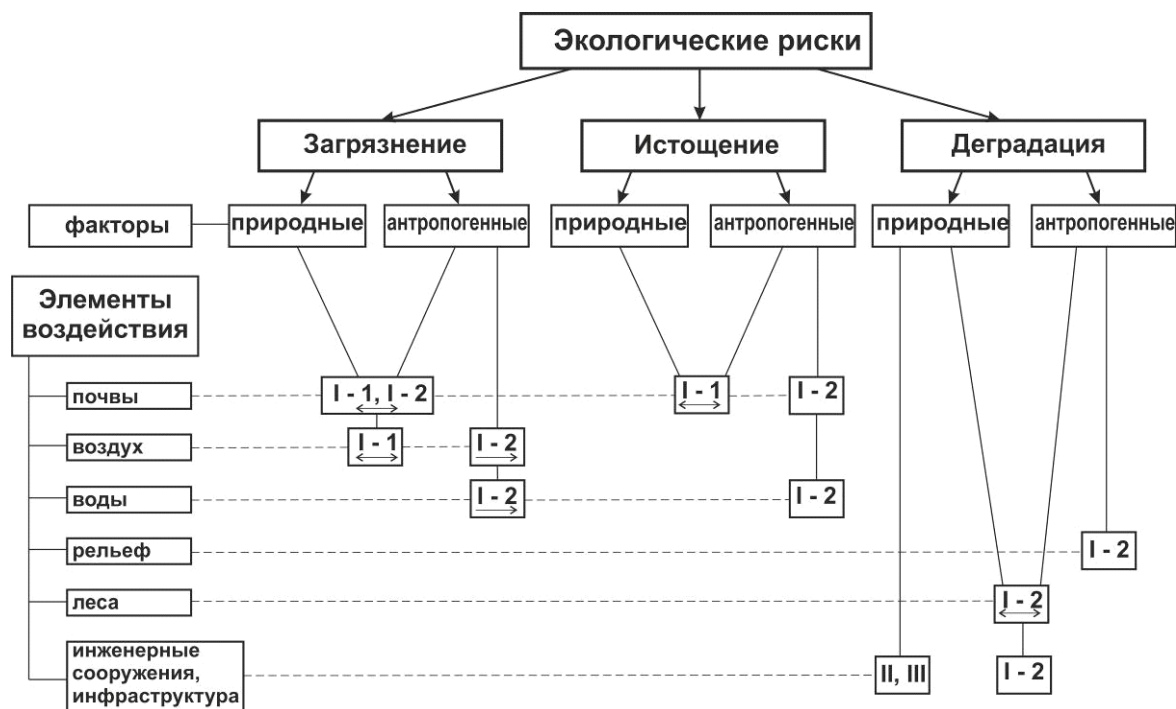 Экологические риски
Загрязнение
Истощение
Деградация
факторы
природные
антропогенные
природные
антропогенные
природные
антропогенные
Элементы
воздействия
почвы
I - 1, I - 2
I - 1
I - 2
воздух
I - 1
I - 2
воды
I - 2
I - 2
рельеф
I - 2
леса
I - 2
инженерные
сооружения,
инфраструктура
II, III
I - 2